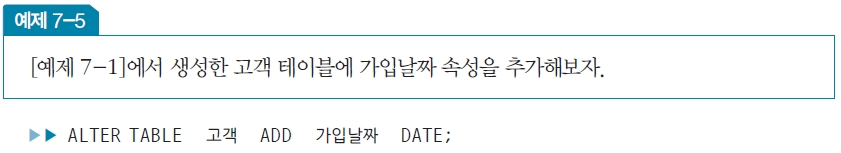 예제 7-5
[예제 7-1]에서 생성한 고객 테이블에 가입날짜 속성을 추가해보자.
▶▶ ALTER TABLE 고객 ADD 가입날짜 DATE;